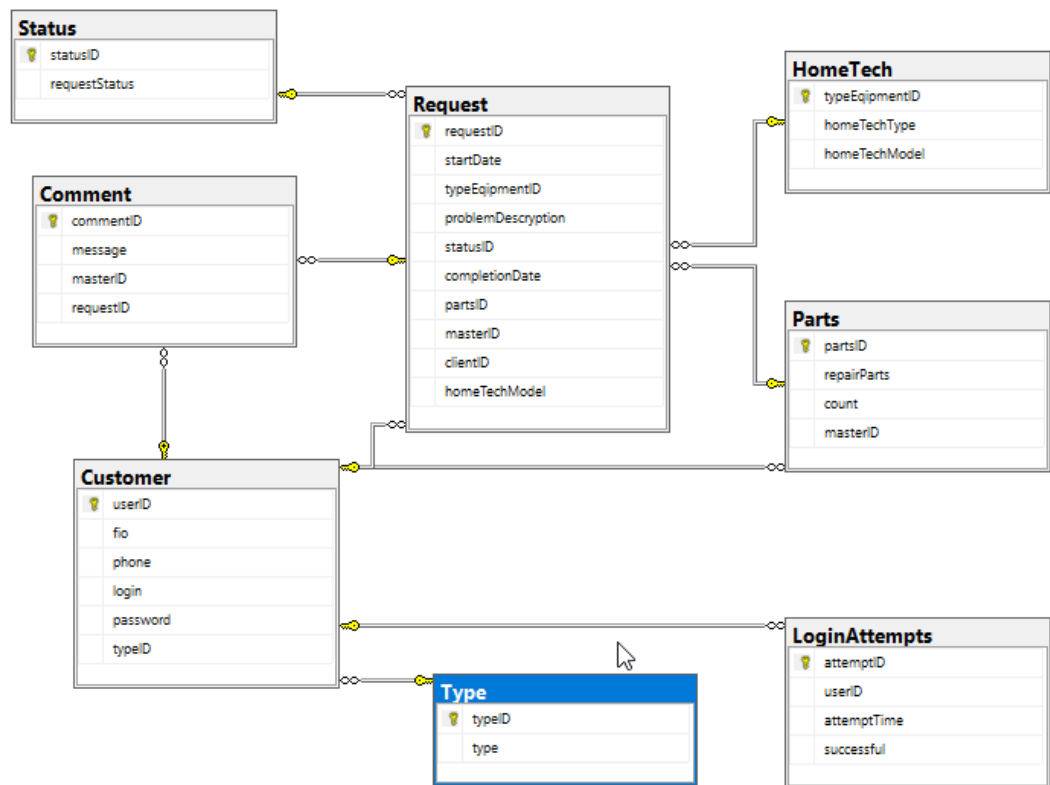 Status
statusID
requestStatus
Comment
commentID
message
masterID
requestID
Request
requestID
startDate
typeEqipmentID
problemDescryption
statusID
completionDate
partsID
masterID
clientID
homeTechModel
HomeTech
typeEqipmentID
homeTechType
homeTechModel
Parts
partsID
repairParts
count
masterID
Customer
userID
fio
phone
login
password
typeID
Type
typeID
type
LoginAttempts
attemptID
userID
attemptTime
successful